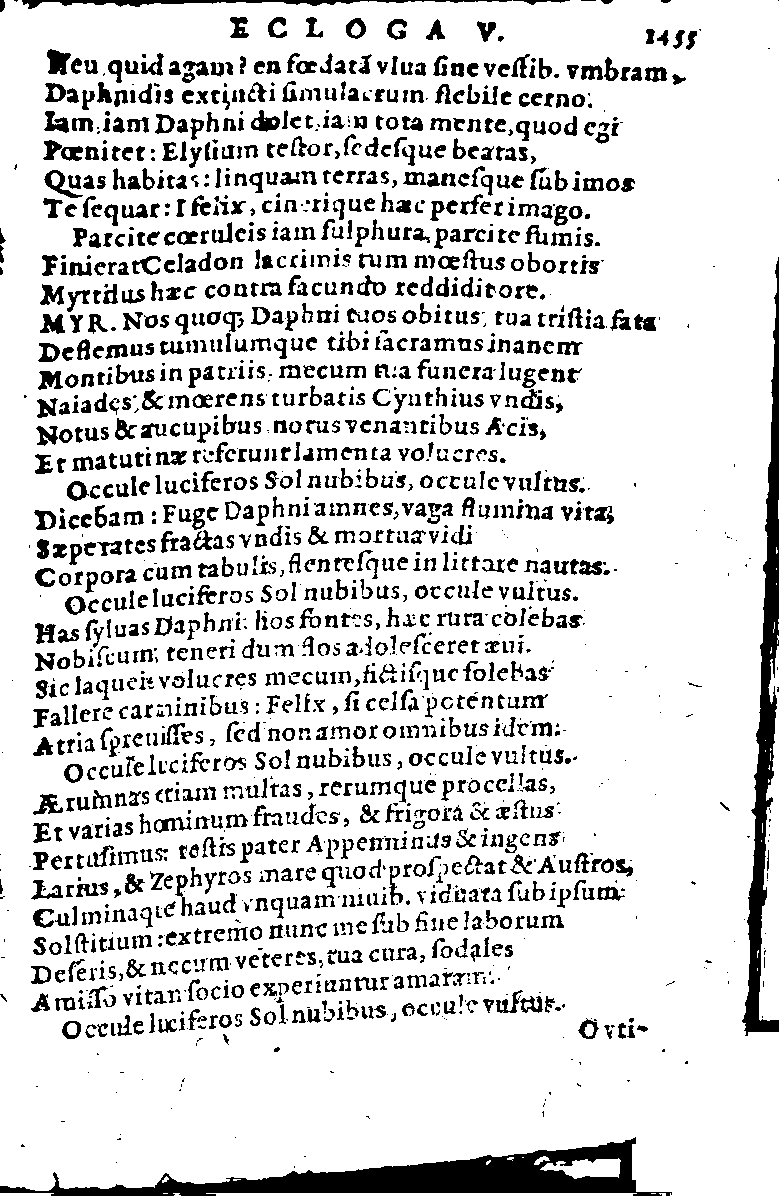 ECLOGA V. 1455
Heu quid agam? en fœdatã vlua sine vestib. vmbram,
Daphnidis extincti simulacrum flebile cerno:
Iam, iam Daphni dolet, iam tota mente, quod egi
Pœnitet: Elysium testor, sedesque beatas,
Quas habitas: linquam terras, manesque sub imos
Te sequar: I felix, cinerique hæc perfer imago.
Parcite cœruleis iam sulphura, parcite fumis.
Finierat Celadon lacrimis tum mœstus obortis
Myrtilus hæc contra facundo reddidit ore.
MYR. Nos quoq; Daphni tuos obitus, tua tristia fata
Deflemus tumulumque tibi sacramus inanem
Montibus in patriis, mecum tua funera lugent
Naiades, & mœrens turbatis Cynthius vndis,
Notus & aucupibus notus venantibus Acis,
Et matutinæ referunt lamenta volucres.
Occule luciferos Sol nubibus, occule vultus.
Dicebam: Fuge Daphni amnes, vaga flumina vita;
Sæpe rates fractas vndis & mortua vidi
Corpora cum tabulis, flentesque in littore nautas.
Occule luciferos Sol nubibus, occule vultus.
Has syluas Daphni: hos fontes, hæc rura colebas
Nobiscum; teneri dum flos adolesceret æui.
Sic laqueis volucres mecum, fictisque solebas
Fallere carminibus: Felix, si celsa potentum
Atria spreuisses, sed non amor omnibus idem:
Occule luciferos Sol nubibus, occule vultus.
Ærumnas etiam multas, rerumque procellas,
Et varias hominum fraudes, & frigora & æstus
Pertulimus: testis pater Appenninus & ingens
Larius, & Zephyros mare quod prospectat & Austros,
Culminaque haud vnquam niuib. viduata sub ipsum
Solstitium: extremo nunc me sub fine laborum
Deseris, & mecum veteres, tua cura, sodales
Amisso vitam socio experiuntur amaram.
Occule luciferos Sol nubibus, occule vultus.
O vti-